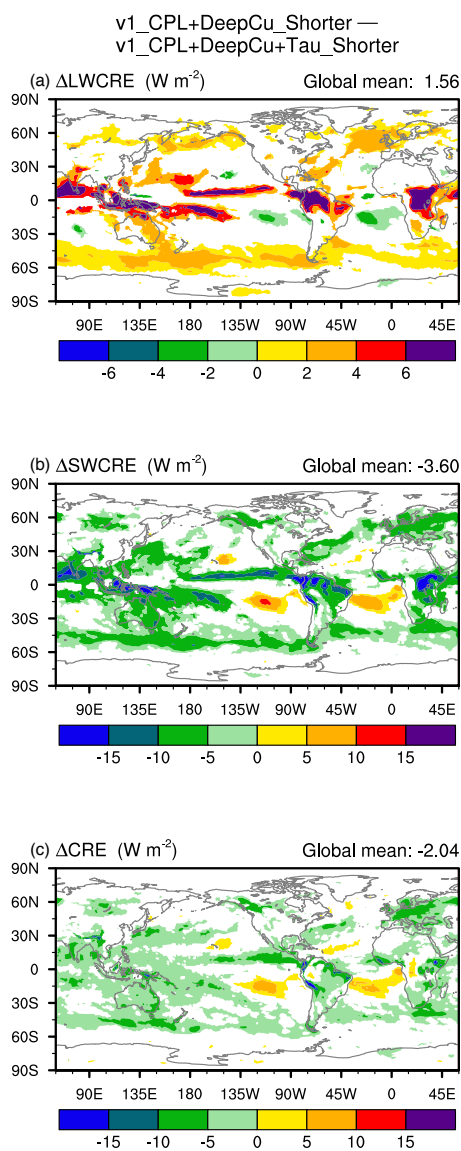 v1_CPL+DeepCu_Shorter —
v1_CPL+DeepCu+Tau_Shorter
(a) ΔLWCRE (W m-2) Global mean: 1.56
90N
60N
30N
0
30S
60S
90S
90E 135E 180 135W 90W 45W 0 45E
-6 -4 -2 0 2 4 6
(b) ΔSWCRE (W m-2) Global mean: -3.60
90N
60N
30N
0
30S
60S
90S
90E 135E 180 135W 90W 45W 0 45E
-15 -10 -5 0 5 10 15
(c) ΔCRE (W m-2) Global mean: -2.04
90N
60N
30N
0
30S
60S
90S
90E 135E 180 135W 90W 45W 0 45E
-15 -10 -5 0 5 10 15